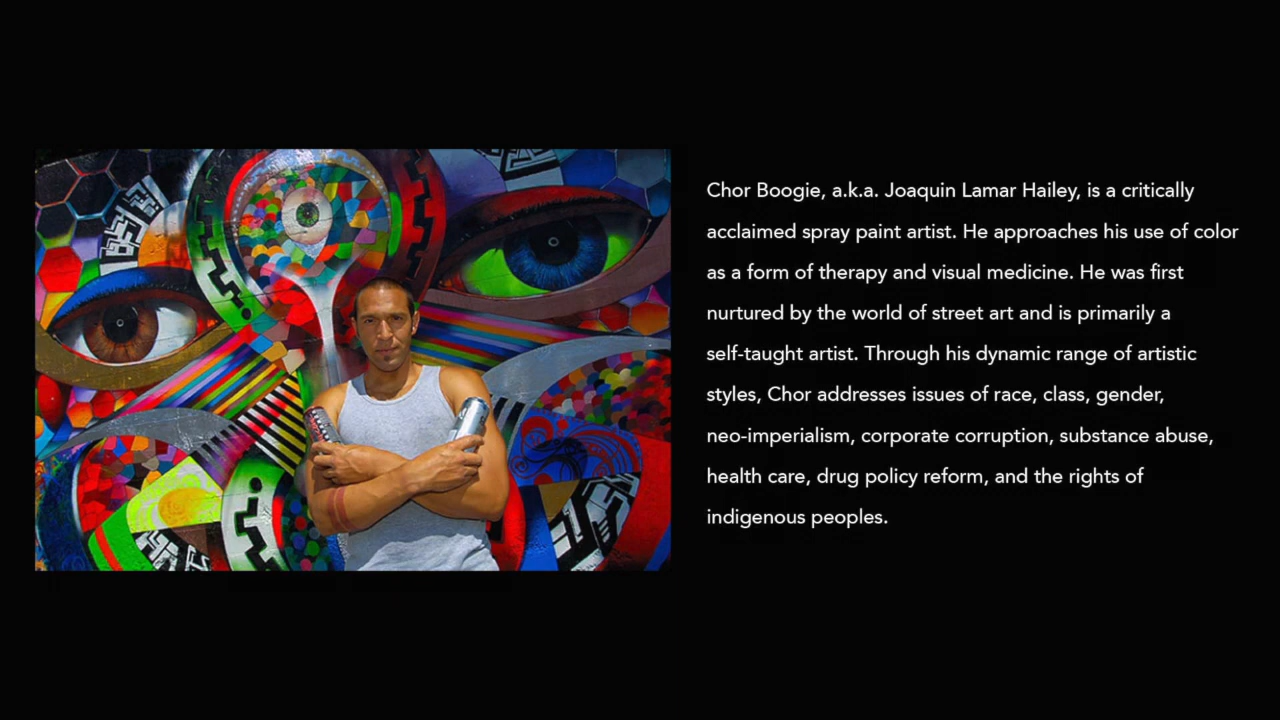 Chor Boogie, a.k.a. Joaquin Lamar Hailey, is a critically
acclaimed spray paint artist. He approaches his use of color
as a form of therapy and visual medicine. He was first
nurtured by the world of street art and is primarily a
self-taught artist. Through his dynamic range of artistic
styles, Chor addresses issues of race, class, gender,
neo-imperialism, corporate corruption, substance abuse,
health care, drug policy reform, and the rights of
indigenous peoples.